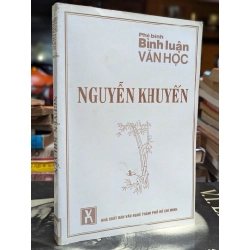 Phê bình
Bình luận
VĂN HỌC
NGUYỄN KHUYẾN
NHÀ XUẤT BẢN VĂN NGHỆ THÀNH PHỐ HỒ CHÍ MINH